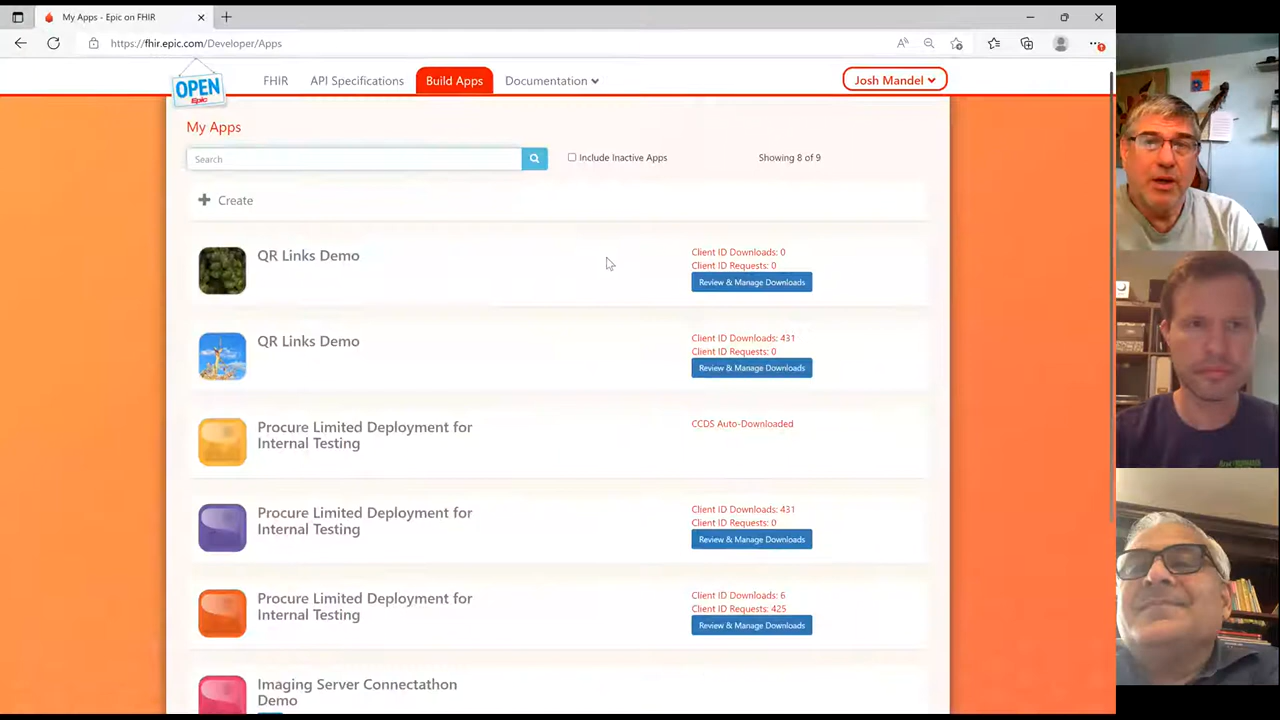 My Apps - Epic on FHIR
https://fhir.epic.com/Developer/Apps
OPEN
Epic
FHIR
API Specifications
Build Apps
Documentation
Josh Mandel
My Apps
Search
Include Inactive Apps
Showing 8 of 9
Create
QR Links Demo
Client ID Downloads: 0
Client ID Requests: 0
Review & Manage Downloads
QR Links Demo
Client ID Downloads: 431
Client ID Requests: 0
Review & Manage Downloads
Procure Limited Deployment for
Internal Testing
CCDS Auto-Downloaded
Procure Limited Deployment for
Internal Testing
Client ID Downloads: 431
Client ID Requests: 0
Review & Manage Downloads
Procure Limited Deployment for
Internal Testing
Client ID Downloads: 6
Client ID Requests: 425
Review & Manage Downloads
Imaging Server Connectathon
Demo